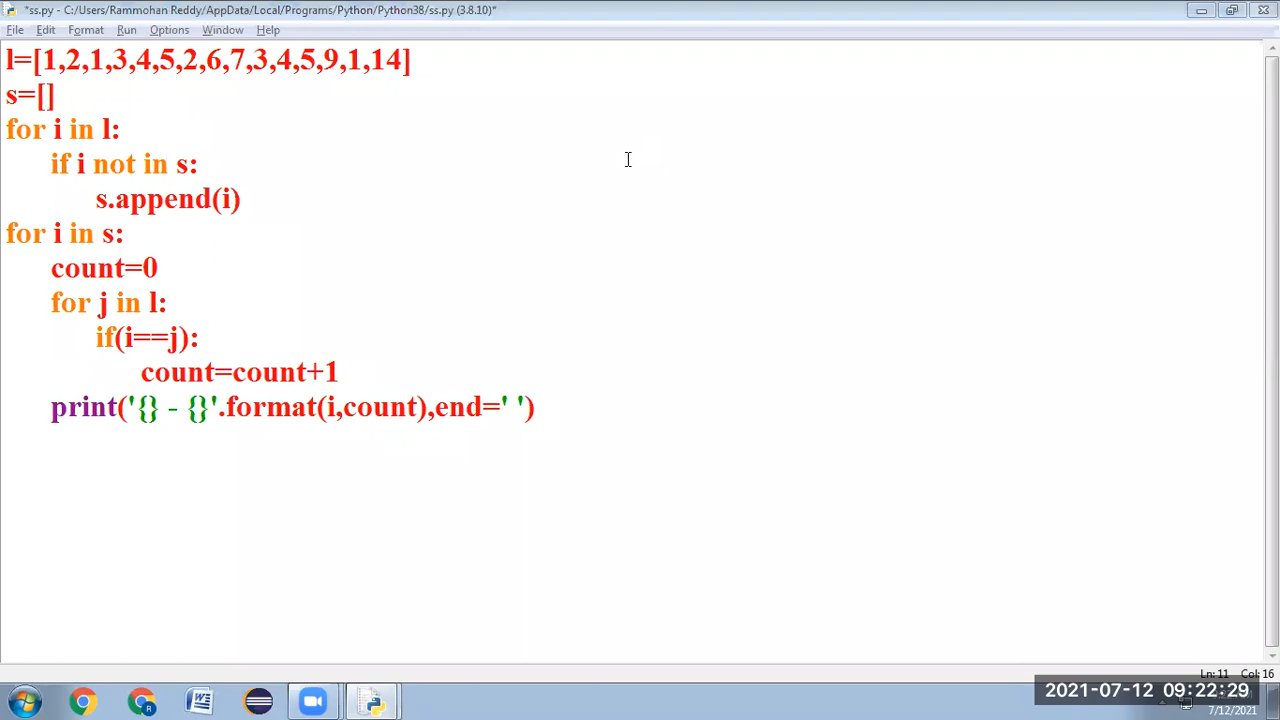 *ss.py - C:/Users/Rammohan Reddy/AppData/Local/Programs/Python/Python38/ss.py (3.8.10)*
File Edit Format Run Options Window Help
l=[1,2,1,3,4,5,2,6,7,3,4,5,9,1,14]
s=[]
for i in l:
    if i not in s:
        s.append(i)
for i in s:
    count=0
    for j in l:
        if(i==j):
            count=count+1
    print('{} - {}'.format(i,count),end=' ')
Ln: 11 Col: 16
2021-07-12 09:22:29
7/12/2021